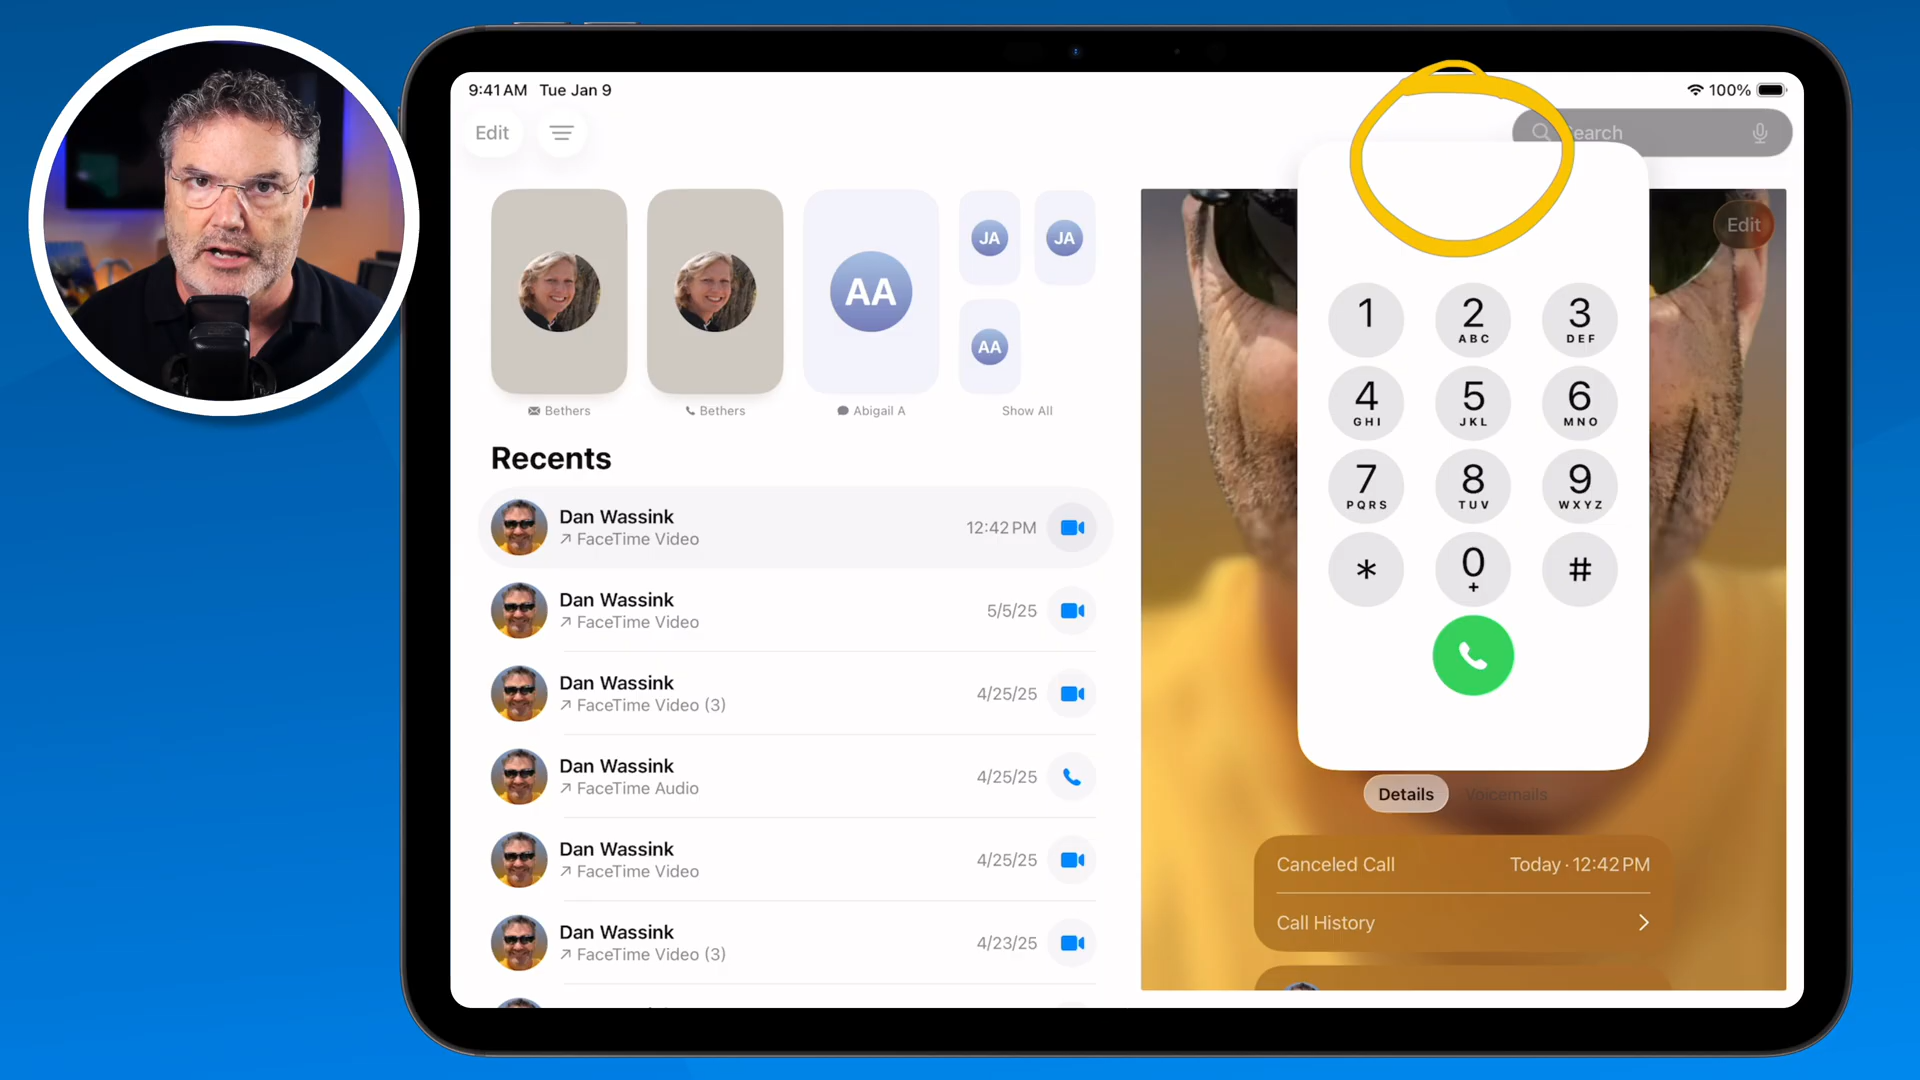 9:41 AM Tue Jan 9
100%
Edit
Search
Edit
JA
JA
AA
AA
Bethers
Bethers
Abigail A
Show All
Recents
Dan Wassink
FaceTime Video
12:42 PM
Dan Wassink
FaceTime Video
5/5/25
Dan Wassink
FaceTime Video (3)
4/25/25
Dan Wassink
FaceTime Audio
4/25/25
Dan Wassink
FaceTime Video
4/25/25
Dan Wassink
FaceTime Video (3)
4/23/25
1
2
ABC
3
DEF
4
GHI
5
JKL
6
MNO
7
PQRS
8
TUV
9
WXYZ
*
0
+
#
Details
Voicemails
Canceled Call
Today · 12:42 PM
Call History